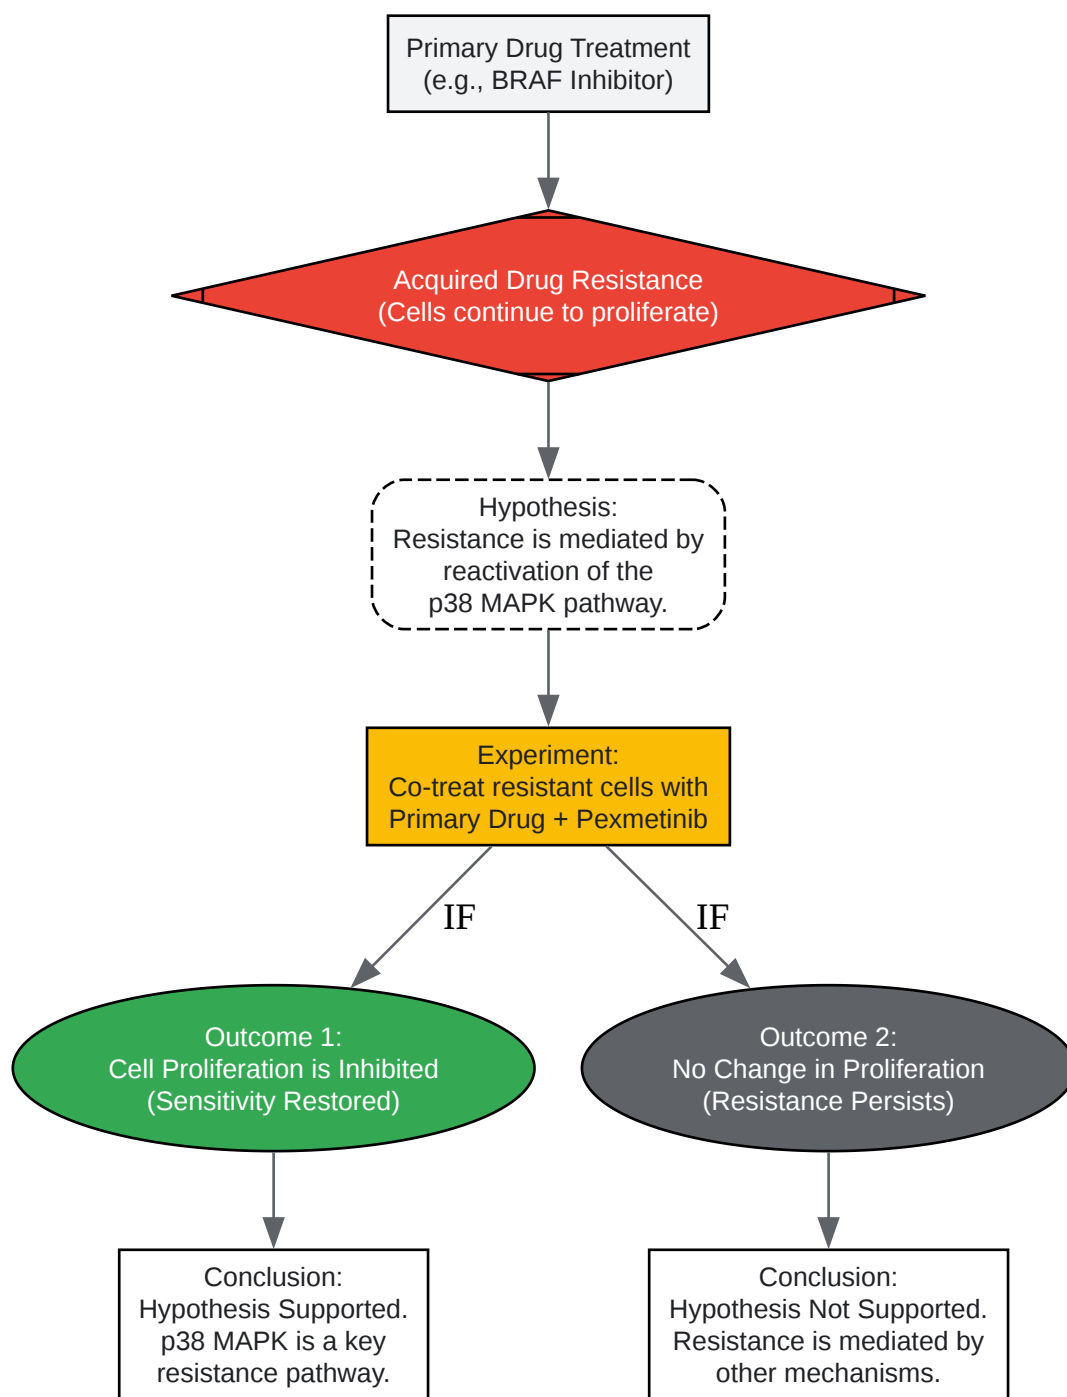 Primary Drug Treatment
(e.g., BRAF Inhibitor)
Acquired Drug Resistance
(Cells continue to proliferate)
Hypothesis:
Resistance is mediated by
reactivation of the
p38 MAPK pathway.
Experiment:
Co-treat resistant cells with
Primary Drug + Pexmetinib
IF
IF
Outcome 1:
Cell Proliferation is Inhibited
(Sensitivity Restored)
Outcome 2:
No Change in Proliferation
(Resistance Persists)
Conclusion:
Hypothesis Supported.
p38 MAPK is a key
resistance pathway.
Conclusion:
Hypothesis Not Supported.
Resistance is mediated by
other mechanisms.